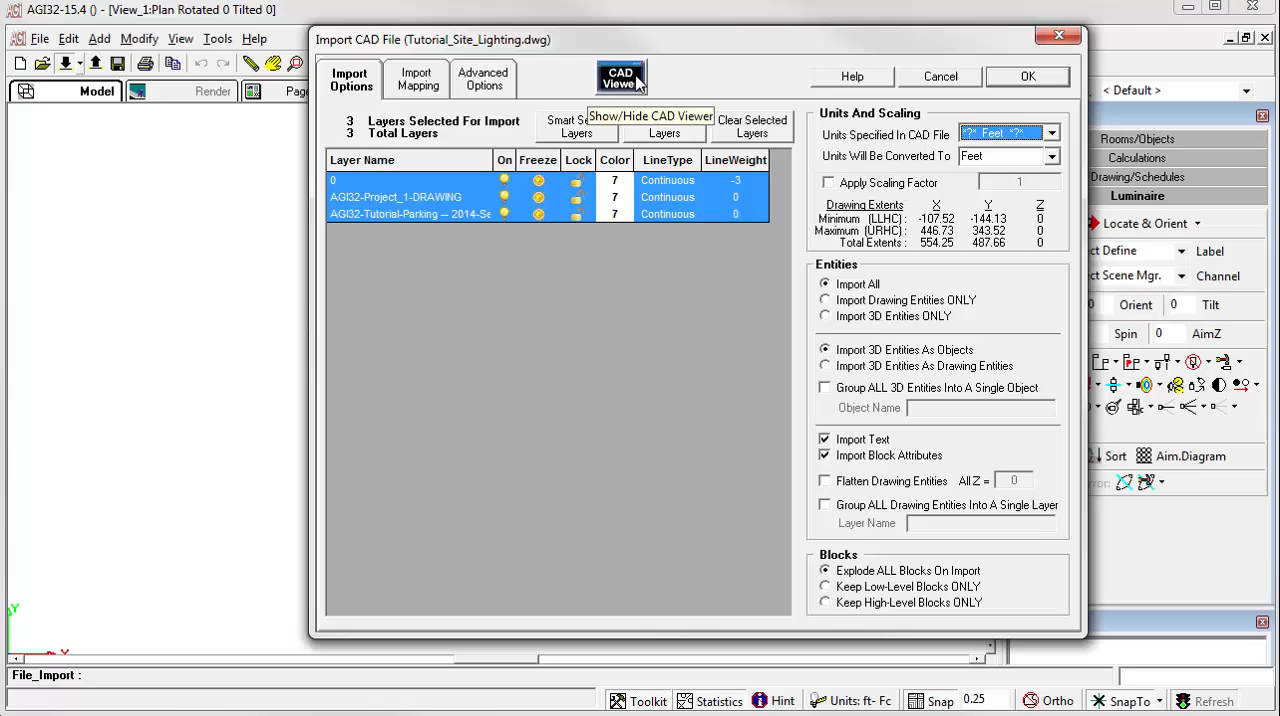 AGI32-15.4 () - [View_1:Plan Rotated 0 Tilted 0]
AGI File Edit Add Modify View Tools Help
Model Render < Default >
Import CAD File (Tutorial_Site_Lighting.dwg)
Import Options
Import Mapping
Advanced Options
CAD Viewer
Help Cancel OK
Show/Hide CAD Viewer
3 Layers Selected For Import
3 Total Layers
Layers
Layers
Clear Selected Layers
Layer Name On Freeze Lock Color LineType LineWeight
0 7 Continuous -3
AGI32-Project_1-DRAWING 7 Continuous 0
AGI32-Tutorial-Parking -- 2014-Se 7 Continuous 0
Units And Scaling
Units Specified In CAD File *?* Feet *?*
Units Will Be Converted To Feet
Apply Scaling Factor 1
Drawing Extents X Y Z
Minimum (LLHC) -107.52 -144.13 0
Maximum (URHC) 446.73 343.52 0
Total Extents : 554.25 487.66 0
Entities
Import All
Import Drawing Entities ONLY
Import 3D Entities ONLY
Import 3D Entities As Objects
Import 3D Entities As Drawing Entities
Group ALL 3D Entities Into A Single Object
Object Name
Import Text
Import Block Attributes
Flatten Drawing Entities All Z = 0
Group ALL Drawing Entities Into A Single Layer
Layer Name
Blocks
Explode ALL Blocks On Import
Keep Low-Level Blocks ONLY
Keep High-Level Blocks ONLY
Rooms/Objects
Calculations
Drawing/Schedules
Luminaire
Locate & Orient
Define Label
Scene Mgr. Channel
0 Orient 0 Tilt
Spin 0 AimZ
Sort Aim.Diagram
Y
X
File_Import :
Toolkit Statistics Hint Units: ft- Fc Snap 0.25 Ortho SnapTo Refresh